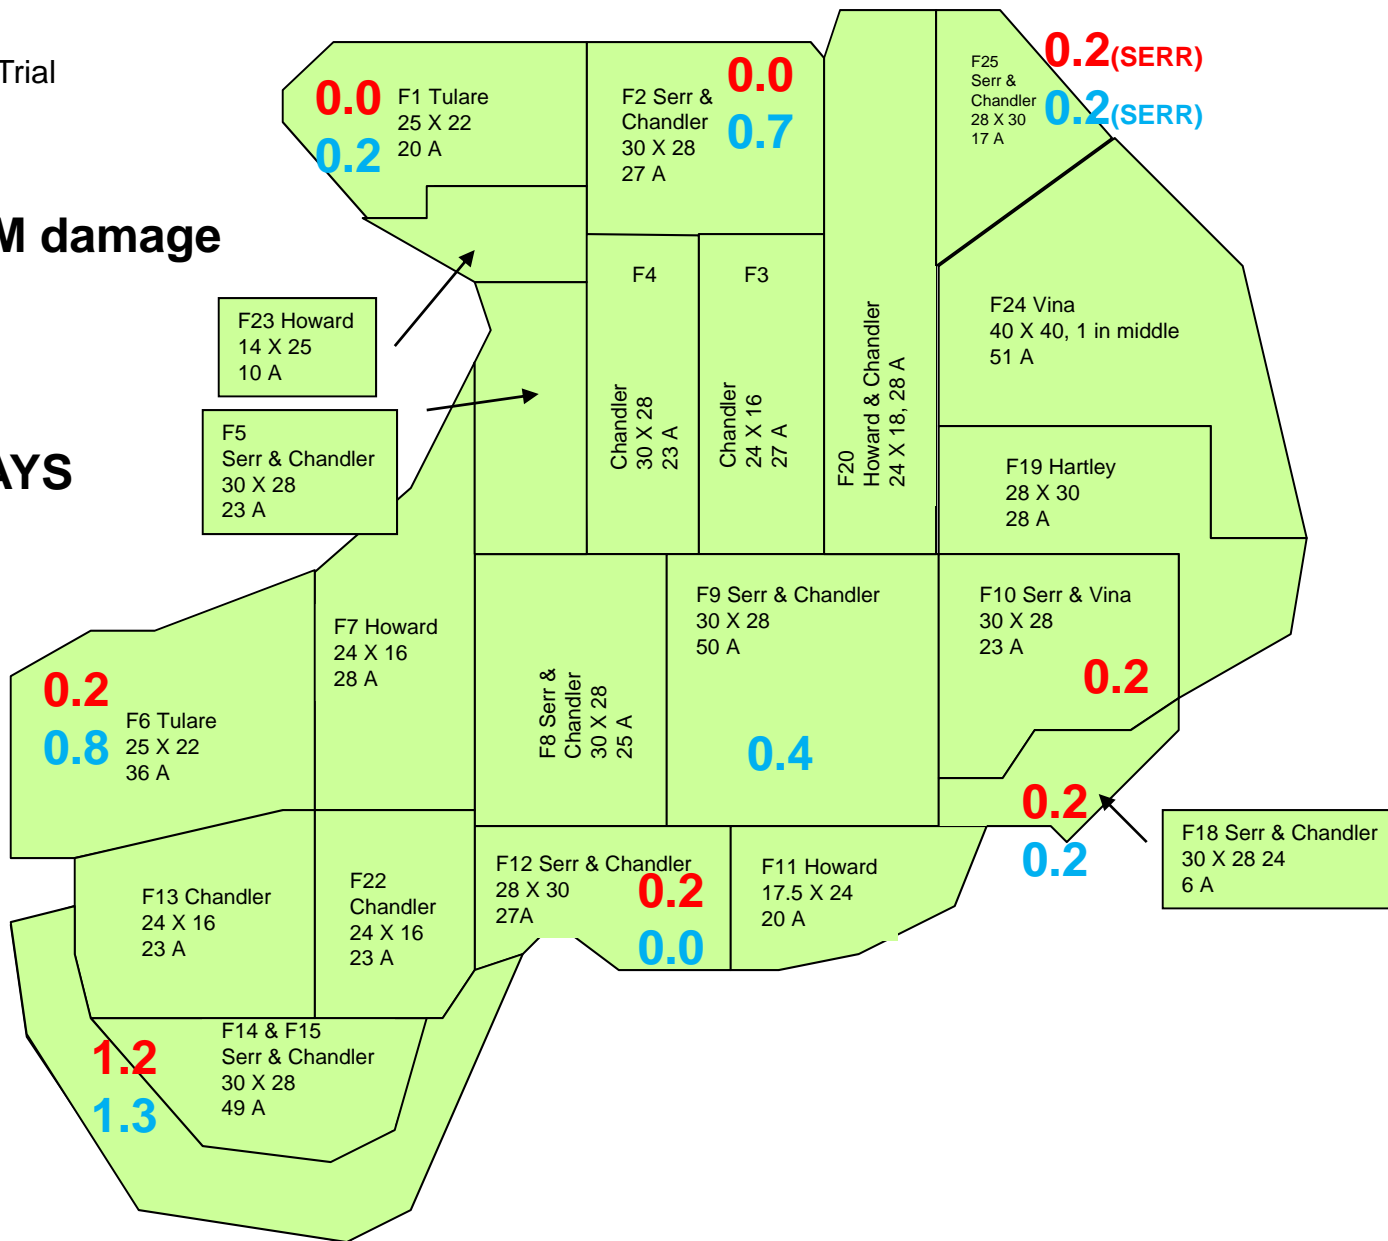 Trial
M damage
AYS
0.0
0.2
F1 Tulare
25 X 22
20 A
F2 Serr &
Chandler
30 X 28
27 A
0.0
0.7
F25
Serr &
Chandler
28 X 30
17 A
0.2(SERR)
0.2(SERR)
F23 Howard
14 X 25
10 A
F5
Serr & Chandler
30 X 28
23 A
F4
Chandler
30 X 28
23 A
F3
Chandler
24 X 16
27 A
F20
Howard & Chandler
24 X 18, 28 A
F24 Vina
40 X 40, 1 in middle
51 A
F19 Hartley
28 X 30
28 A
0.2
0.8
F6 Tulare
25 X 22
36 A
F7 Howard
24 X 16
28 A
F8 Serr &
Chandler
30 X 28
25 A
F9 Serr & Chandler
30 X 28
50 A
0.4
F10 Serr & Vina
30 X 28
23 A
0.2
0.2
0.2
F18 Serr & Chandler
30 X 28 24
6 A
F13 Chandler
24 X 16
23 A
F22
Chandler
24 X 16
23 A
F12 Serr & Chandler
28 X 30
27A
0.2
0.0
F11 Howard
17.5 X 24
20 A
1.2
1.3
F14 & F15
Serr & Chandler
30 X 28
49 A